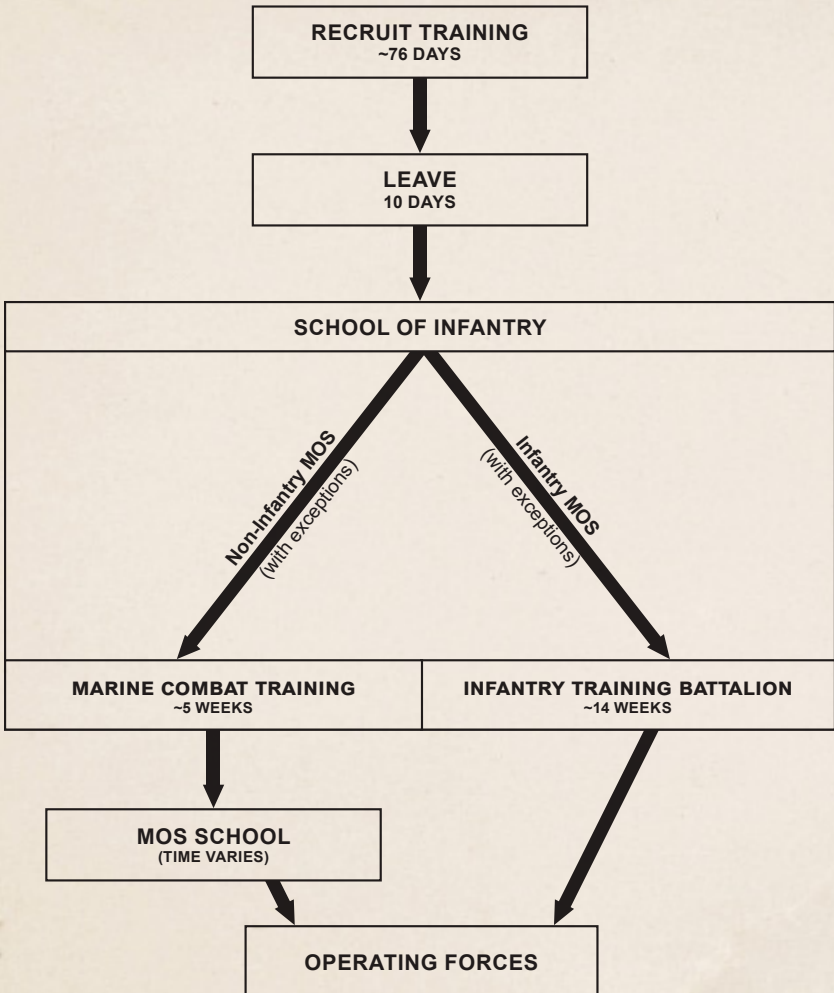 RECRUIT TRAINING
~76 DAYS
LEAVE
10 DAYS
SCHOOL OF INFANTRY
Non-Infantry MOS
(with exceptions)
Infantry MOS
(with exceptions)
MARINE COMBAT TRAINING
~5 WEEKS
INFANTRY TRAINING BATTALION
~14 WEEKS
MOS SCHOOL
(TIME VARIES)
OPERATING FORCES